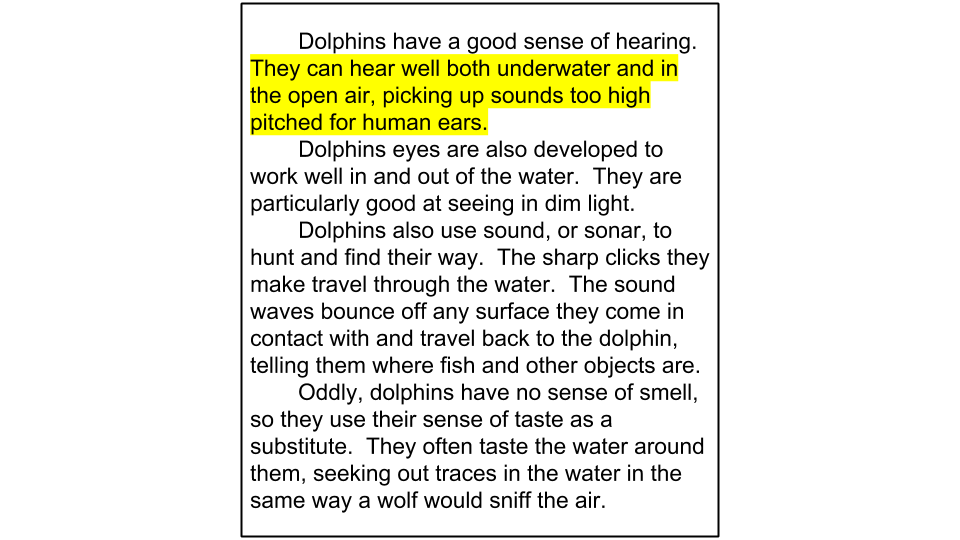 Dolphins have a good sense of hearing.
They can hear well both underwater and in
the open air, picking up sounds too high
pitched for human ears.
Dolphins eyes are also developed to
work well in and out of the water.  They are
particularly good at seeing in dim light.
Dolphins also use sound, or sonar, to
hunt and find their way.  The sharp clicks they
make travel through the water.  The sound
waves bounce off any surface they come in
contact with and travel back to the dolphin,
telling them where fish and other objects are.
Oddly, dolphins have no sense of smell,
so they use their sense of taste as a
substitute.  They often taste the water around
them, seeking out traces in the water in the
same way a wolf would sniff the air.